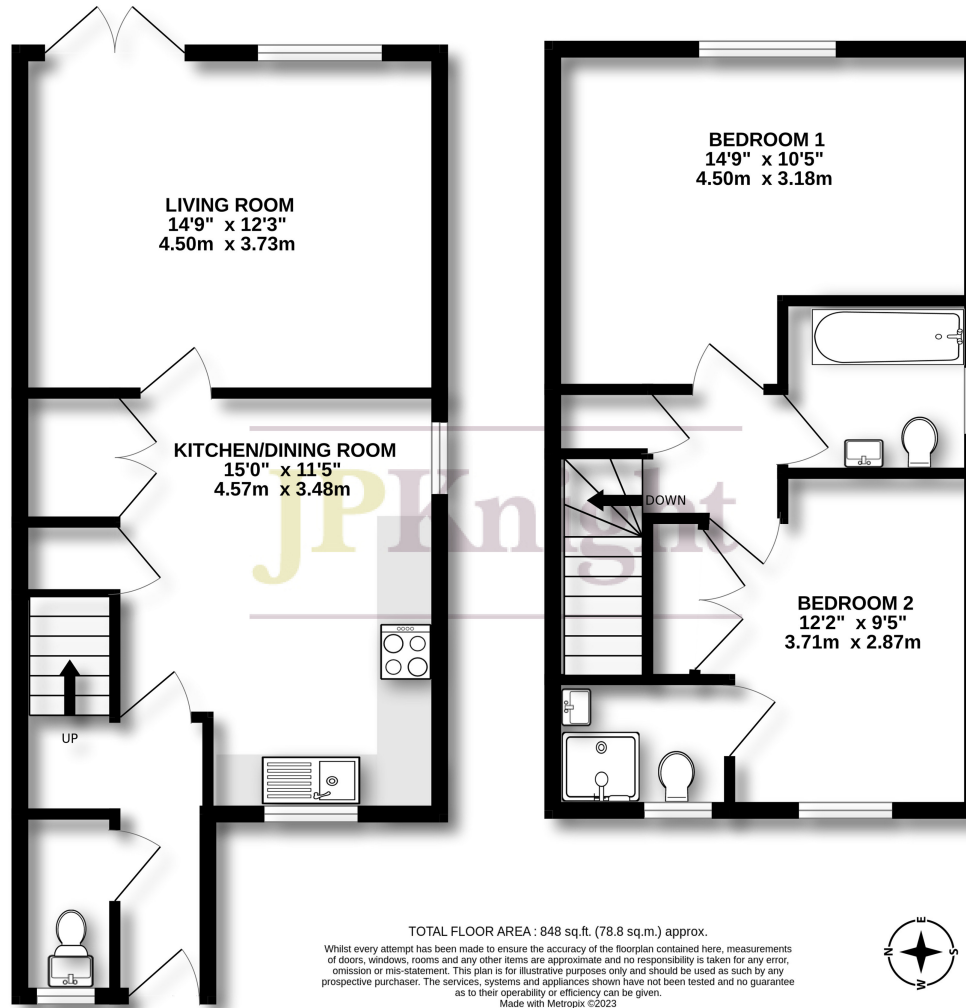 LIVING ROOM
14'9" x 12'3"
4.50m x 3.73m
KITCHEN/DINING ROOM
15'0" x 11'5"
4.57m x 3.48m
UP
BEDROOM 1
14'9" x 10'5"
4.50m x 3.18m
DOWN
BEDROOM 2
12'2" x 9'5"
3.71m x 2.87m
JPKnight
TOTAL FLOOR AREA : 848 sq.ft. (78.8 sq.m.) approx.
Whilst every attempt has been made to ensure the accuracy of the floorplan contained here, measurements
of doors, windows, rooms and any other items are approximate and no responsibility is taken for any error,
omission or mis-statement. This plan is for illustrative purposes only and should be used as such by any
prospective purchaser. The services, systems and appliances shown have not been tested and no guarantee
as to their operability or efficiency can be given.
Made with Metropix ©2023
E
N
S
W